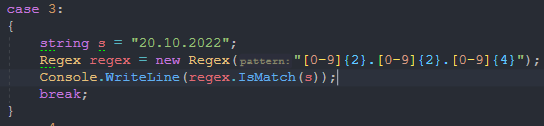 case 3:
{
string s = "20.10.2022";
Regex regex = new Regex(pattern:"[0-9]{2}.[0-9]{2}.[0-9]{4}");
Console.WriteLine(regex.IsMatch(s));
break;
}